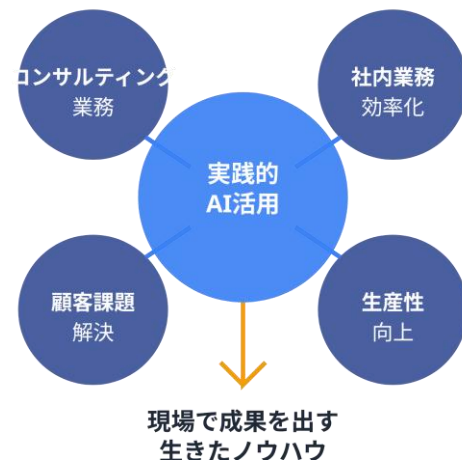 コンサルティング
業務
社内業務
効率化
実践的
AI活用
顧客課題
解決
生産性
向上
現場で成果を出す
生きたノウハウ